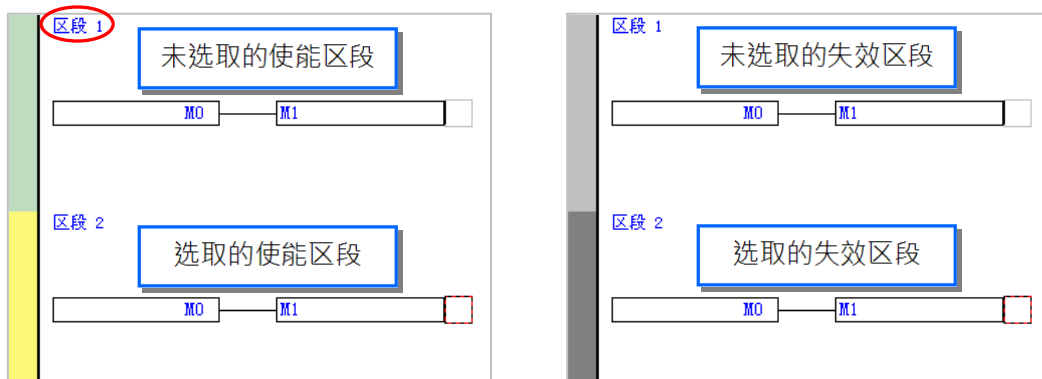 区段 1
未选取的使能区段
M0 M1
区段 2
选取的使能区段
M0 M1
区段 1
未选取的失效区段
M0 M1
区段 2
选取的失效区段
M0 M1